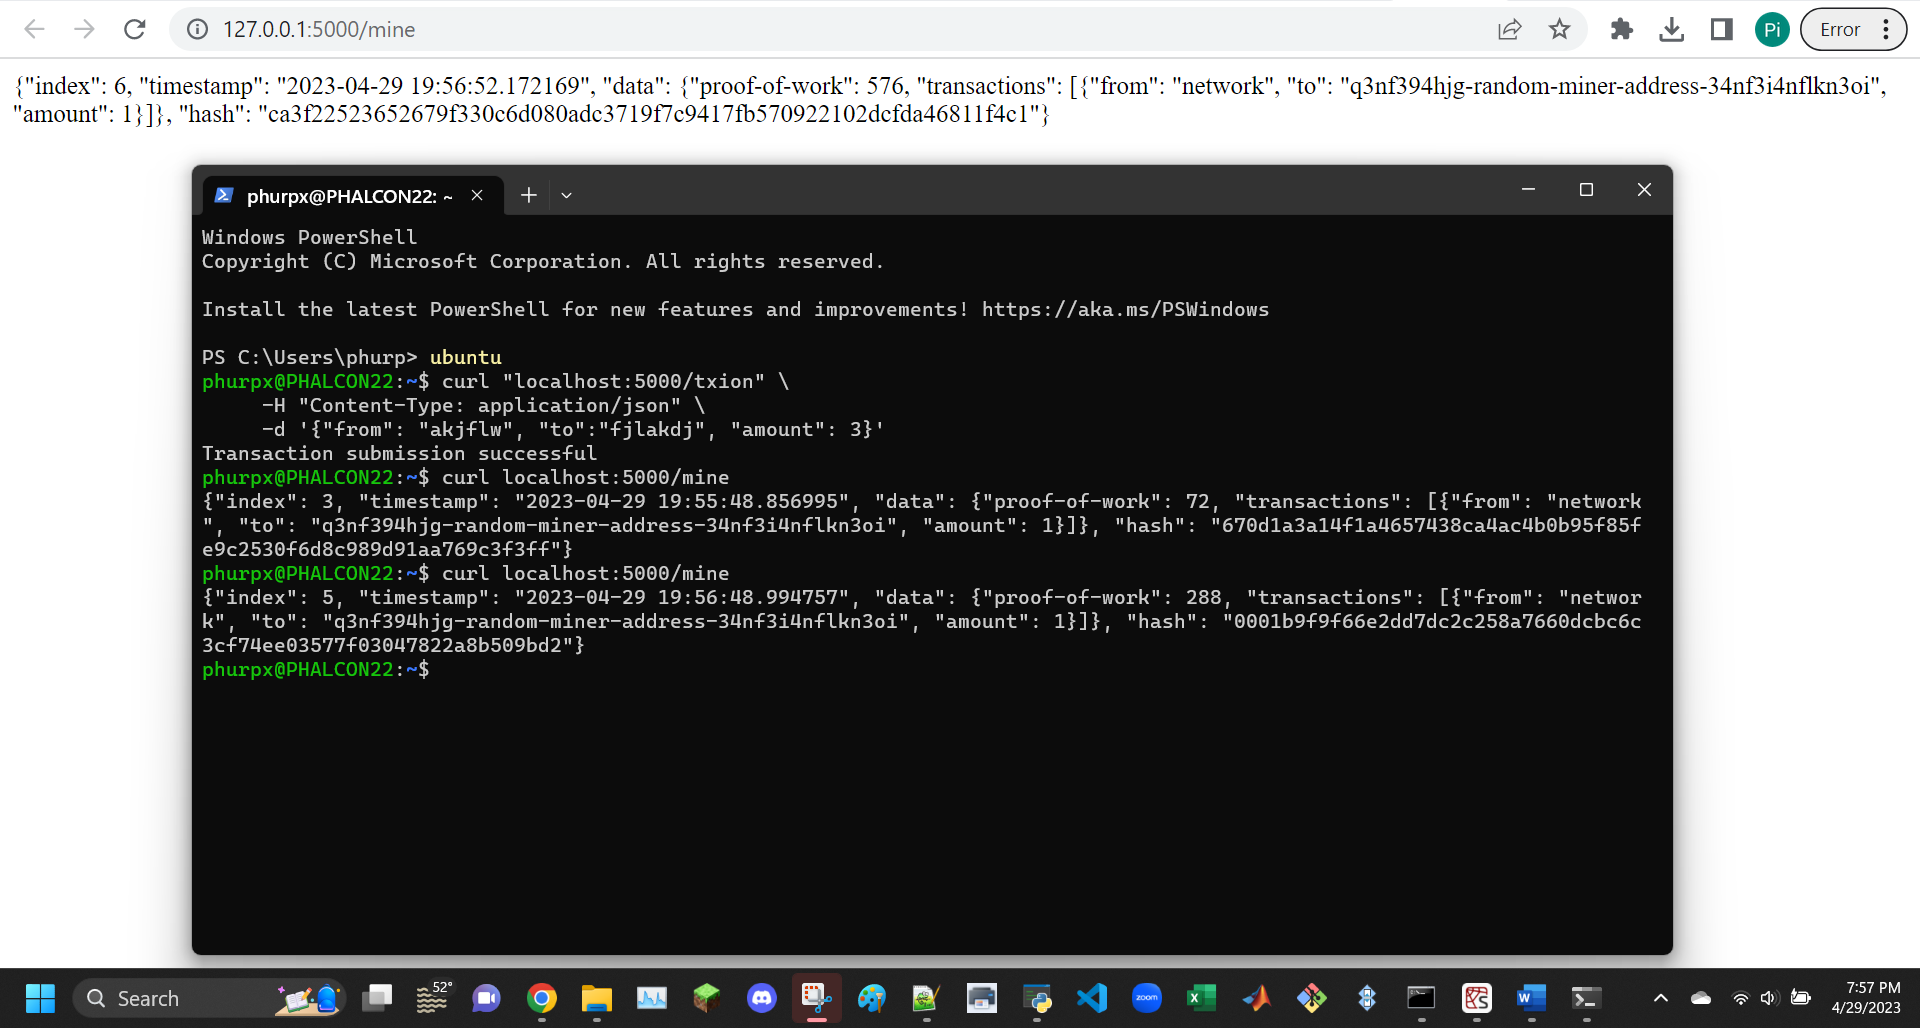 127.0.0.1:5000/mine
Pi
Error
{"index": 6, "timestamp": "2023-04-29 19:56:52.172169", "data": {"proof-of-work": 576, "transactions": [{"from": "network", "to": "q3nf394hjg-random-miner-address-34nf3i4nflkn3oi",
"amount": 1}]}, "hash": "ca3f22523652679f330c6d080adc3719f7c9417fb570922102dcfda46811f4c1"}
phurpx@PHALCON22: ~
Windows PowerShell
Copyright (C) Microsoft Corporation. All rights reserved.
Install the latest PowerShell for new features and improvements! https://aka.ms/PSWindows
PS C:\Users\phurp> ubuntu
phurpx@PHALCON22:~$ curl "localhost:5000/txion" \
-H "Content-Type: application/json" \
-d '{"from": "akjflw", "to":"fjlakdj", "amount": 3}'
Transaction submission successful
phurpx@PHALCON22:~$ curl localhost:5000/mine
{"index": 3, "timestamp": "2023-04-29 19:55:48.856995", "data": {"proof-of-work": 72, "transactions": [{"from": "network
", "to": "q3nf394hjg-random-miner-address-34nf3i4nflkn3oi", "amount": 1}]}, "hash": "670d1a3a14f1a4657438ca4ac4b0b95f85f
e9c2530f6d8c989d91aa769c3f3ff"}
phurpx@PHALCON22:~$ curl localhost:5000/mine
{"index": 5, "timestamp": "2023-04-29 19:56:48.994757", "data": {"proof-of-work": 288, "transactions": [{"from": "networ
k", "to": "q3nf394hjg-random-miner-address-34nf3i4nflkn3oi", "amount": 1}]}, "hash": "0001b9f9f66e2dd7dc2c258a7660dcbc6c
3cf74ee03577f03047822a8b509bd2"}
phurpx@PHALCON22:~$
Search
52°
zoom
7:57 PM
4/29/2023